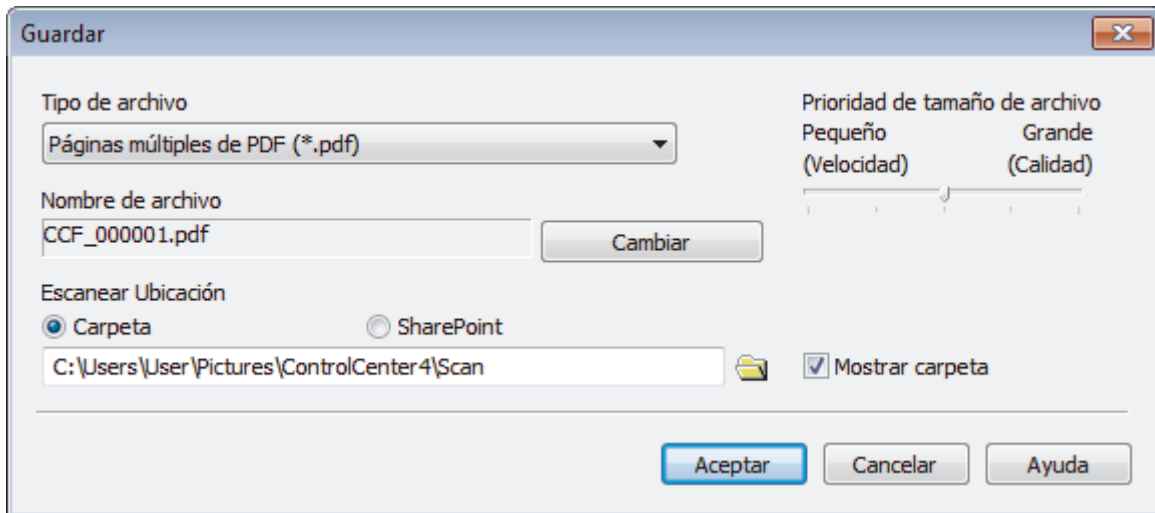 Guardar
Tipo de archivo
Páginas múltiples de PDF (*.pdf)
Prioridad de tamaño de archivo
Pequeño Grande
(Velocidad) (Calidad)
Nombre de archivo
CCF_000001.pdf
Cambiar
Escanear Ubicación
Carpeta SharePoint
C:\Users\User\Pictures\ControlCenter4\Scan
Mostrar carpeta
Aceptar Cancelar Ayuda